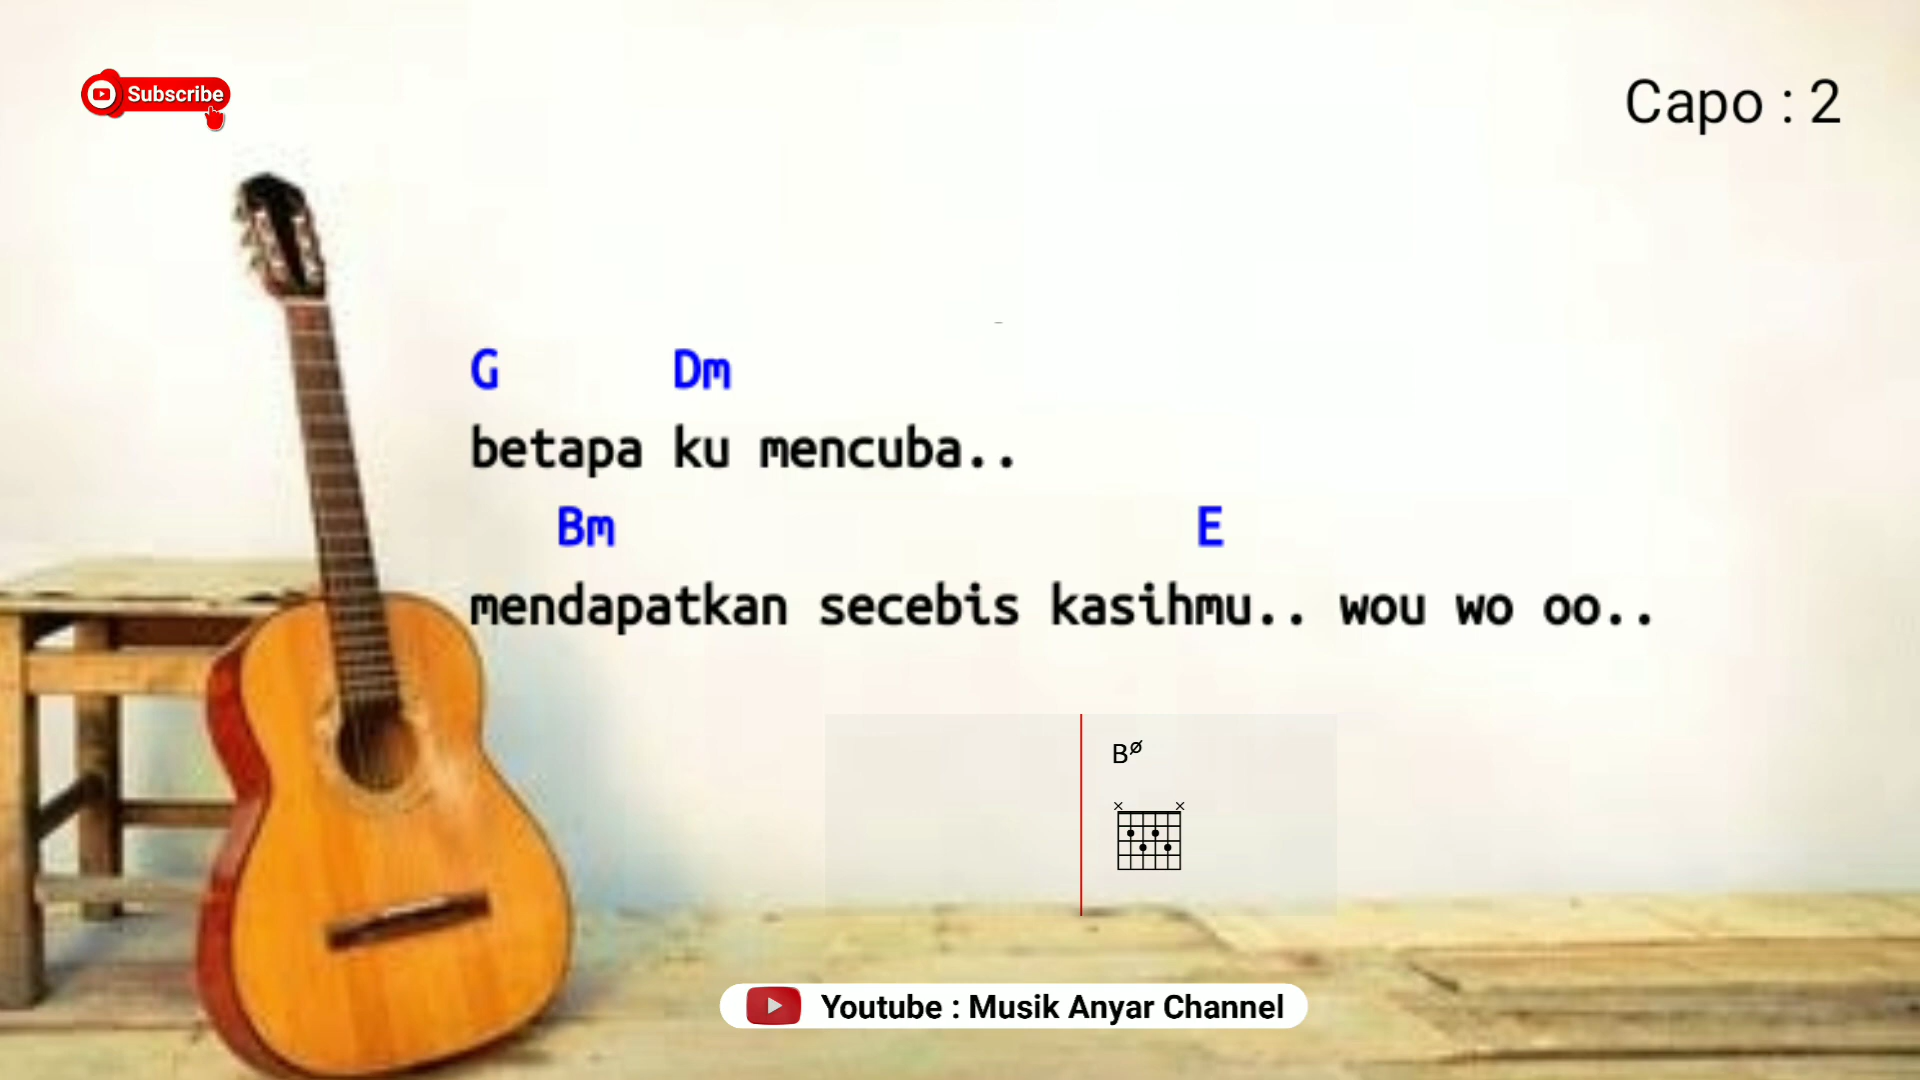 Subscribe
Capo : 2
G Dm
betapa ku mencuba..
Bm E
mendapatkan secebis kasihmu.. wou wo oo..
Bø
x x
Youtube : Musik Anyar Channel